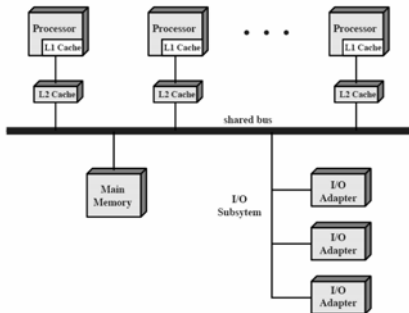 Processor
L1 Cache
Processor
L1 Cache
. . .
Processor
L1 Cache
L2 Cache
L2 Cache
L2 Cache
shared bus
Main
Memory
I/O
Subsytem
I/O
Adapter
I/O
Adapter
I/O
Adapter